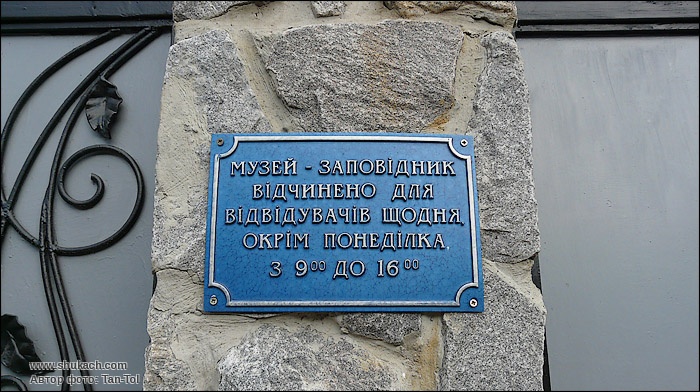 МУЗЕЙ - ЗАПОВІДНИК
ВІДЧИНЕНО ДЛЯ
ВІДВІДУВАЧІВ ЩОДНЯ,
ОКРІМ ПОНЕДІЛКА,
З 9⁰⁰ ДО 16⁰⁰
www.shukach.com
Автор фото: Tan-Tol